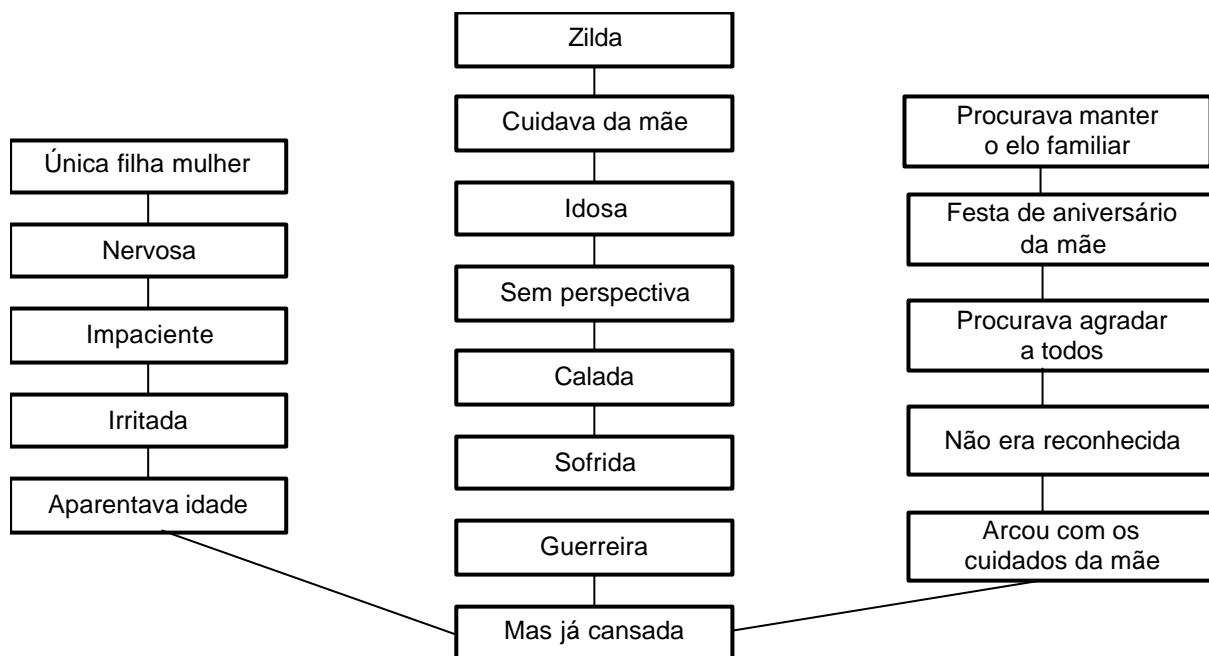 Zilda
Cuidava da mãe
Idosa
Sem perspectiva
Calada
Sofrida
Guerreira
Mas já cansada
Única filha mulher
Nervosa
Impaciente
Irritada
Aparentava idade
Procurava manter
o elo familiar
Festa de aniversário
da mãe
Procurava agradar
a todos
Não era reconhecida
Arcou com os
cuidados da mãe